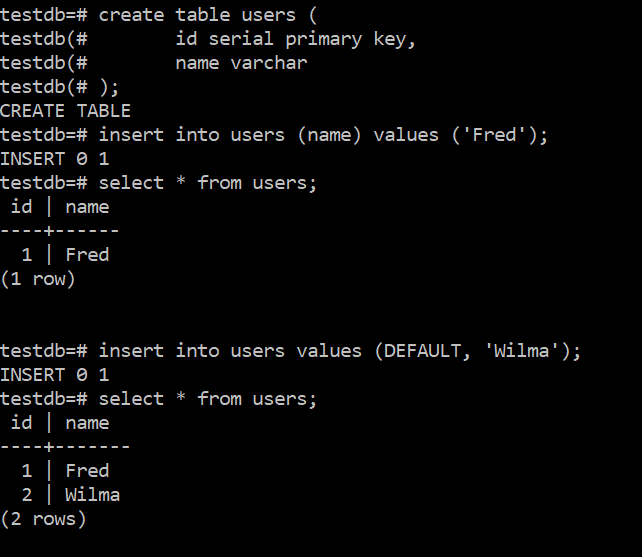 testdb=# create table users (
testdb(#       id serial primary key,
testdb(#       name varchar
testdb(# );
CREATE TABLE
testdb=# insert into users (name) values ('Fred');
INSERT 0 1
testdb=# select * from users;
 id | name
----+------
  1 | Fred
(1 row)

testdb=# insert into users values (DEFAULT, 'Wilma');
INSERT 0 1
testdb=# select * from users;
 id | name
----+-------
  1 | Fred
  2 | Wilma
(2 rows)